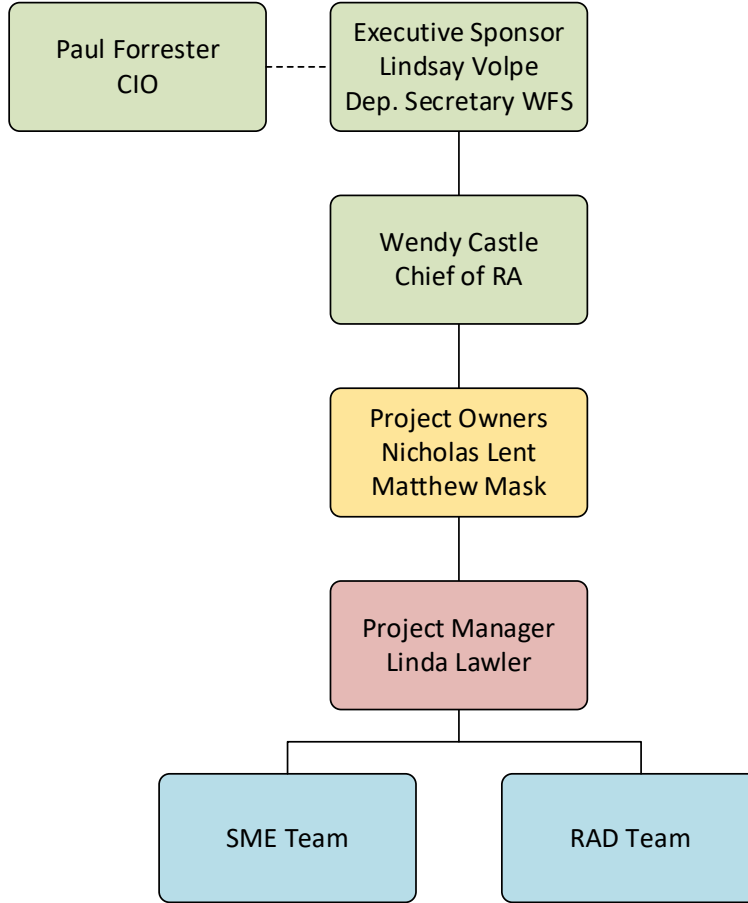 Paul Forrester
CIO
Executive Sponsor
Lindsay Volpe
Dep. Secretary WFS
Wendy Castle
Chief of RA
Project Owners
Nicholas Lent
Matthew Mask
Project Manager
Linda Lawler
SME Team
RAD Team